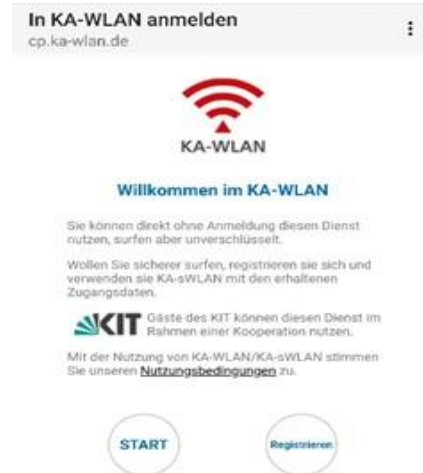 In KA-WLAN anmelden
cp.ka-wlan.de
KA-WLAN
Willkommen im KA-WLAN
Sie können direkt ohne Anmeldung diesen Dienst
nutzen, surfen aber unverschlüsselt.
Wollen Sie sicherer surfen, registrieren sie sich und
verwenden sie KA-sWLAN mit den erhaltenen
Zugangsdaten.
KIT Gäste des KIT können diesen Dienst im
Rahmen einer Kooperation nutzen.
Mit der Nutzung von KA-WLAN/KA-sWLAN stimmen
Sie unseren Nutzungsbedingungen zu.
START
Registrieren